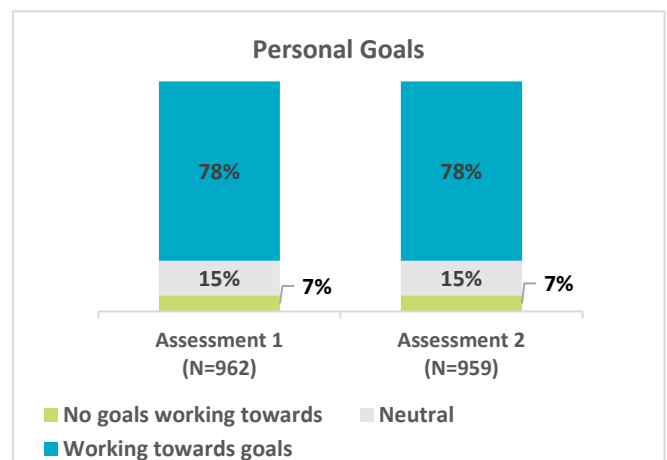 Personal Goals
78% 78%
15% 7% 15% 7%
Assessment 1 Assessment 2
(N=962) (N=959)
No goals working towards Neutral
Working towards goals